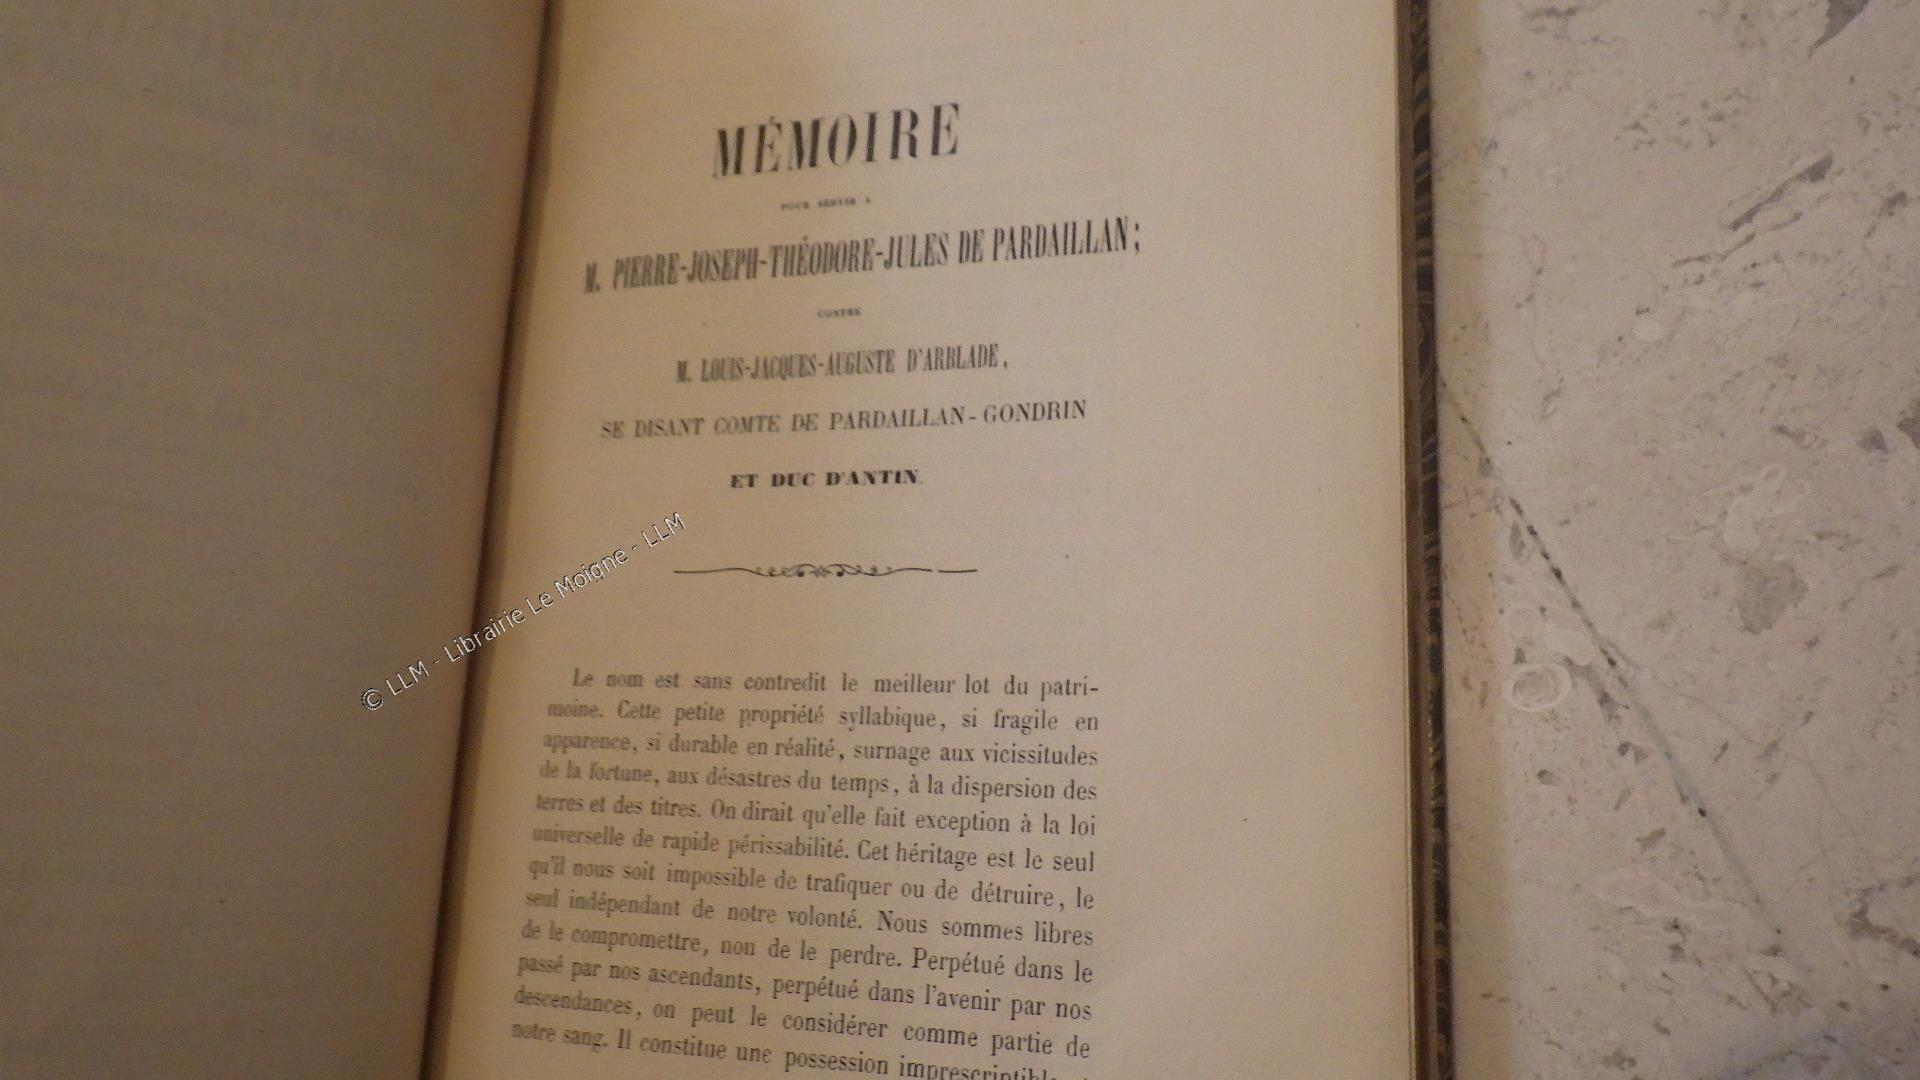 MÉMOIRE
POUR SERVIR A
M. PIERRE-JOSEPH-THÉODORE-JULES DE PARDAILLAN;
CONTRE
M. LOUIS-JACQUES-AUGUSTE D'ARBLADE,
SE DISANT COMTE DE PARDAILLAN-GONDRIN
ET DUC D'ANTIN.
© LLM - Librairie Le Moigne - LLM
Le nom est sans contredit le meilleur lot du patri-
moine. Cette petite propriété syllabique, si fragile en
apparence, si durable en réalité, surnage aux vicissitudes
de la fortune, aux désastres du temps, à la dispersion des
terres et des titres. On dirait qu'elle fait exception à la loi
universelle de rapide périssabilité. Cet héritage est le seul
qu'il nous soit impossible de trafiquer ou de détruire, le
seul indépendant de notre volonté. Nous sommes libres
de le compromettre, non de le perdre. Perpétué dans le
passé par nos ascendants, perpétué dans l'avenir par nos
descendances, on peut le considérer comme partie de
notre sang. Il constitue une possession